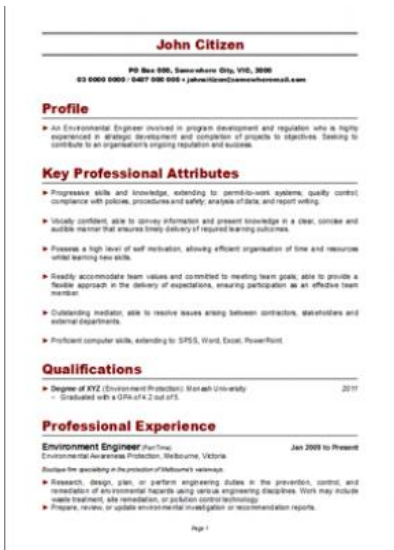 John Citizen
PO Box 000, Somewhere City, VIC, 3000
03 0000 0000 / 0407 000 000 • johncitizen@somewheremail.com
Profile
► An Environmental Engineer involved in program development and regulation who is highly
experienced in strategic development and completion of projects to objectives. Seeking to
contribute to an organisation's ongoing reputation and success.
Key Professional Attributes
► Progressive skills and knowledge, extending to: permit-to-work systems; quality control;
compliance with policies, procedures and safety; analysis of data; and report writing.
► Vocally confident, able to convey information and present knowledge in a clear, concise and
audible manner that ensures timely delivery of required learning outcomes.
► Possess a high level of self motivation, allowing efficient organisation of time and resources
whilst learning new skills.
► Readily accommodate team values and committed to meeting team goals; able to provide a
flexible approach in the delivery of expectations, ensuring participation as an effective team
member.
► Outstanding mediator, able to resolve issues arising between contractors, stakeholders and
external departments.
► Proficient computer skills, extending to: SPSS, Word, Excel, PowerPoint.
Qualifications
► Degree of XYZ (Environment Protection): Monash University 2011
- Graduated with a GPA of 4.2 out of 5.
Professional Experience
Environment Engineer (Part Time) Jan 2009 to Present
Environmental Awareness Protection, Melbourne, Victoria
Boutique firm specialising in the protection of Melbourne's waterways.
► Research, design, plan, or perform engineering duties in the prevention, control, and
remediation of environmental hazards using various engineering disciplines. Work may include
waste treatment, site remediation, or pollution control technology.
► Prepare, review, or update environmental investigation or recommendation reports.
Page 1